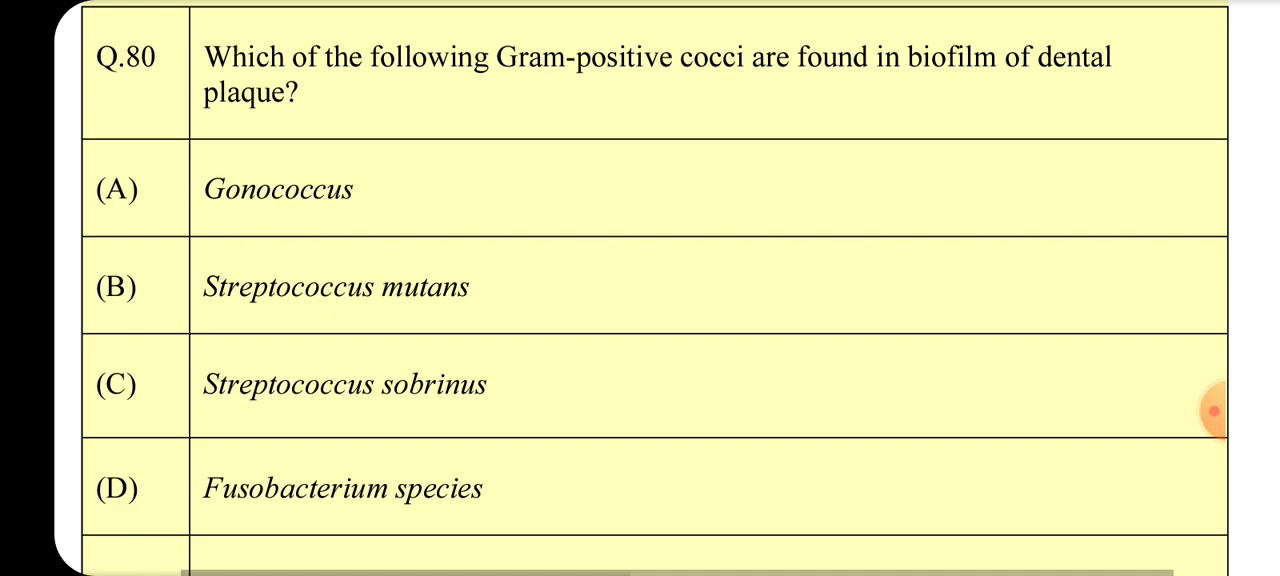 Q.80 Which of the following Gram-positive cocci are found in biofilm of dental
plaque?
(A) Gonococcus
(B) Streptococcus mutans
(C) Streptococcus sobrinus
(D) Fusobacterium species